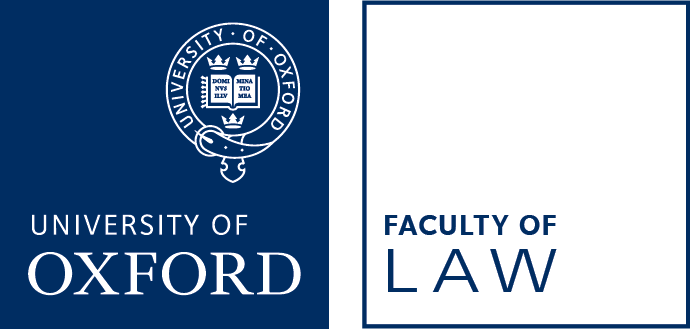 UNIVERSITY · OF · OXFORD
DOMI MINA
NVS TIO
ILLV MEA
UNIVERSITY OF
OXFORD
FACULTY OF
LAW